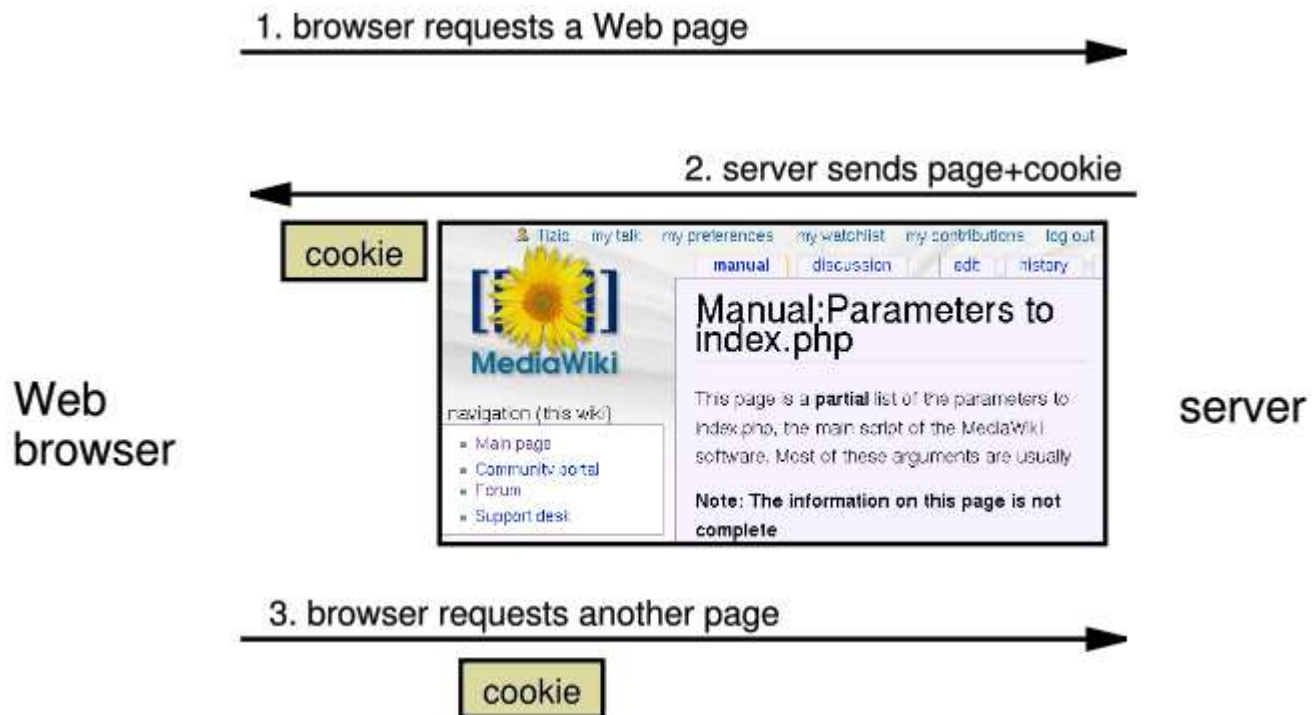 1. browser requests a Web page
2. server sends page+cookie
cookie
Tizio my talk my preferences my watchlist my contributions log out
manual discussion edit history
[[ ]]
MediaWiki
Manual:Parameters to
index.php
This page is a partial list of the parameters to
index.php, the main script of the MediaWiki
software. Most of these arguments are usually
Note: The information on this page is not
complete
navigation (this wiki)
Main page
Community portal
Forum
Support desk
Web
browser
server
3. browser requests another page
cookie